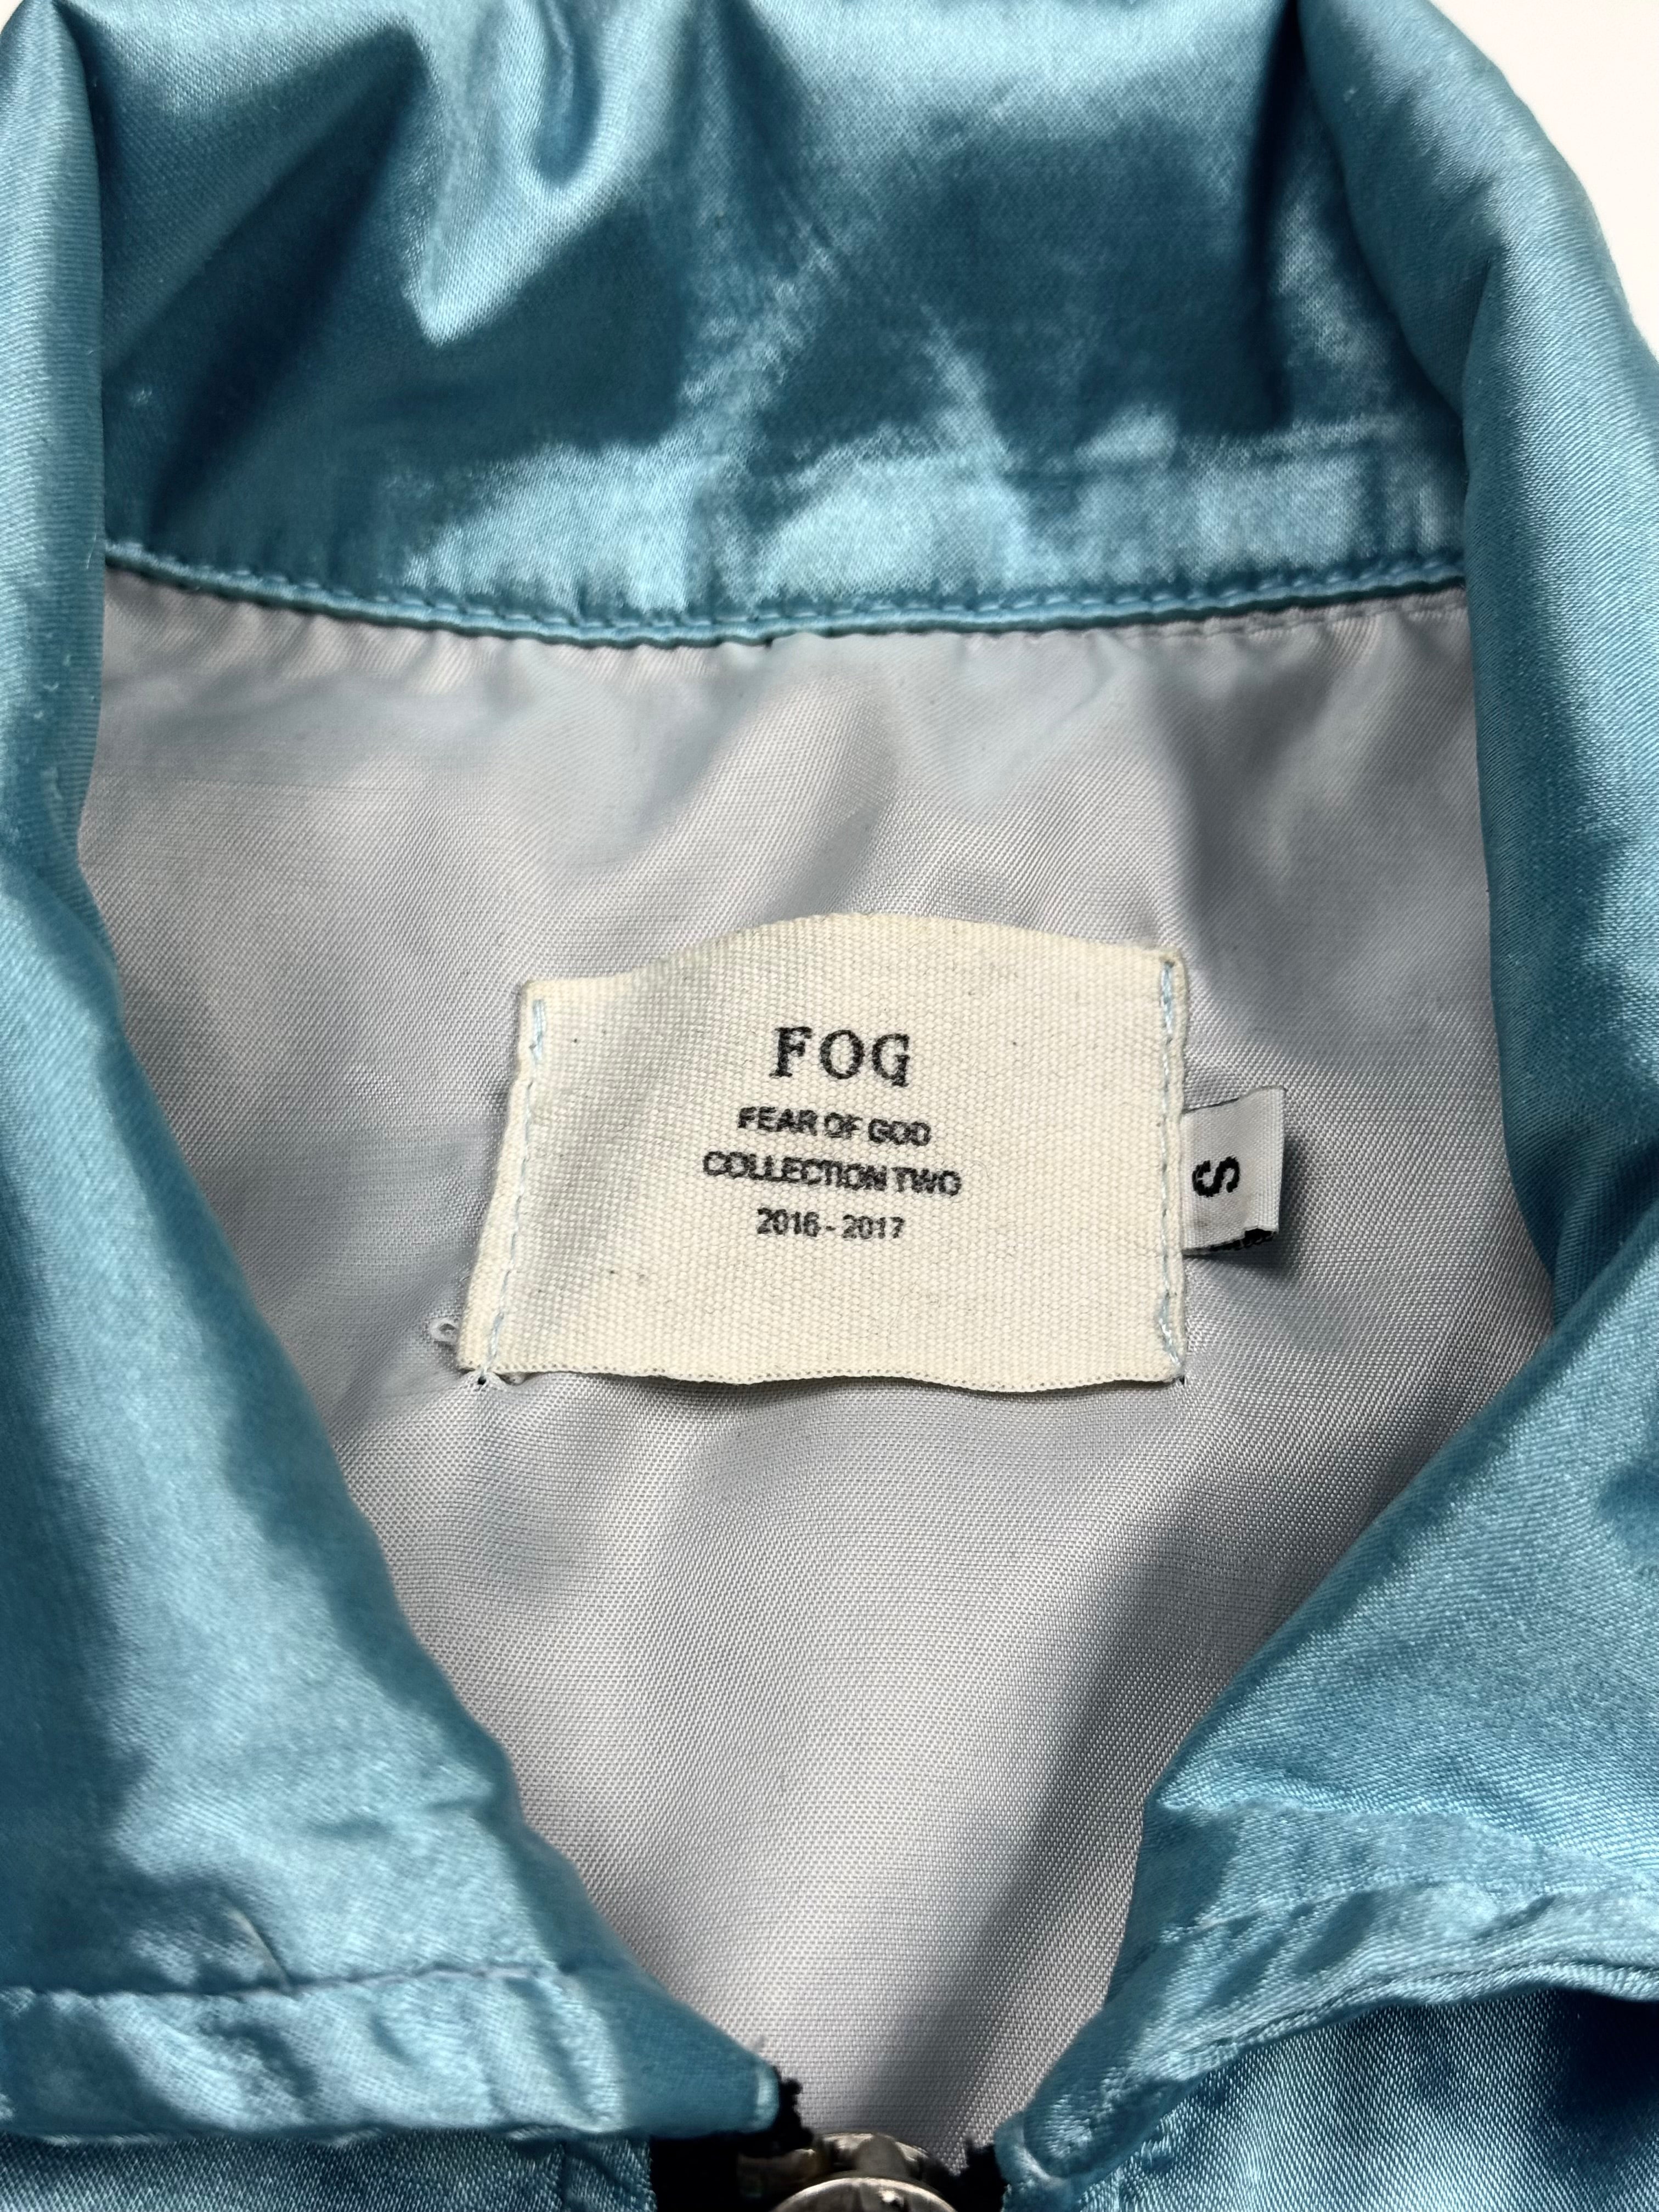 FOG
FEAR OF GOD
COLLECTION TWO
2016 - 2017
S